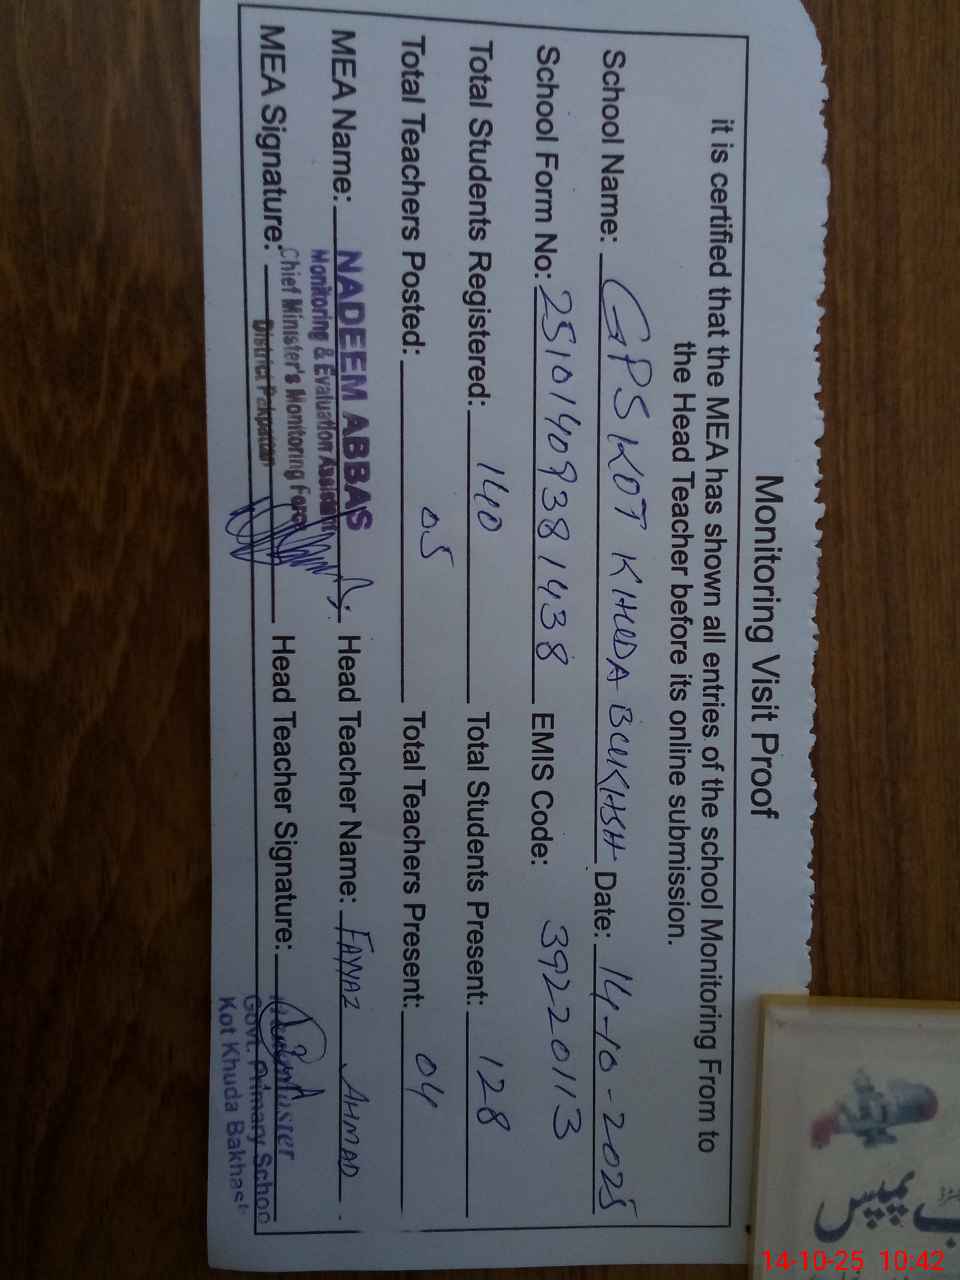 Monitoring Visit Proof
it is certified that the MEA has shown all entries of the school Monitoring From to
the Head Teacher before its online submission.
School Name: GPS KOT KHUDA BUKHSH Date: 14-10-2025
School Form No: 25101409381438 EMIS Code: 39220113
Total Students Registered: 140 Total Students Present: 128
Total Teachers Posted: 05 Total Teachers Present: 04
MEA Name: NADEEM ABBAS Head Teacher Name: FAYYAZ AHMAD
Monitoring & Evaluation Assistant
Chief Minister's Monitoring Force
District Pakpattan
MEA Signature: Head Teacher Signature:
Headmaster
Govt. Primary Schoo
Kot Khuda Bakhast
14-10-25 10:42